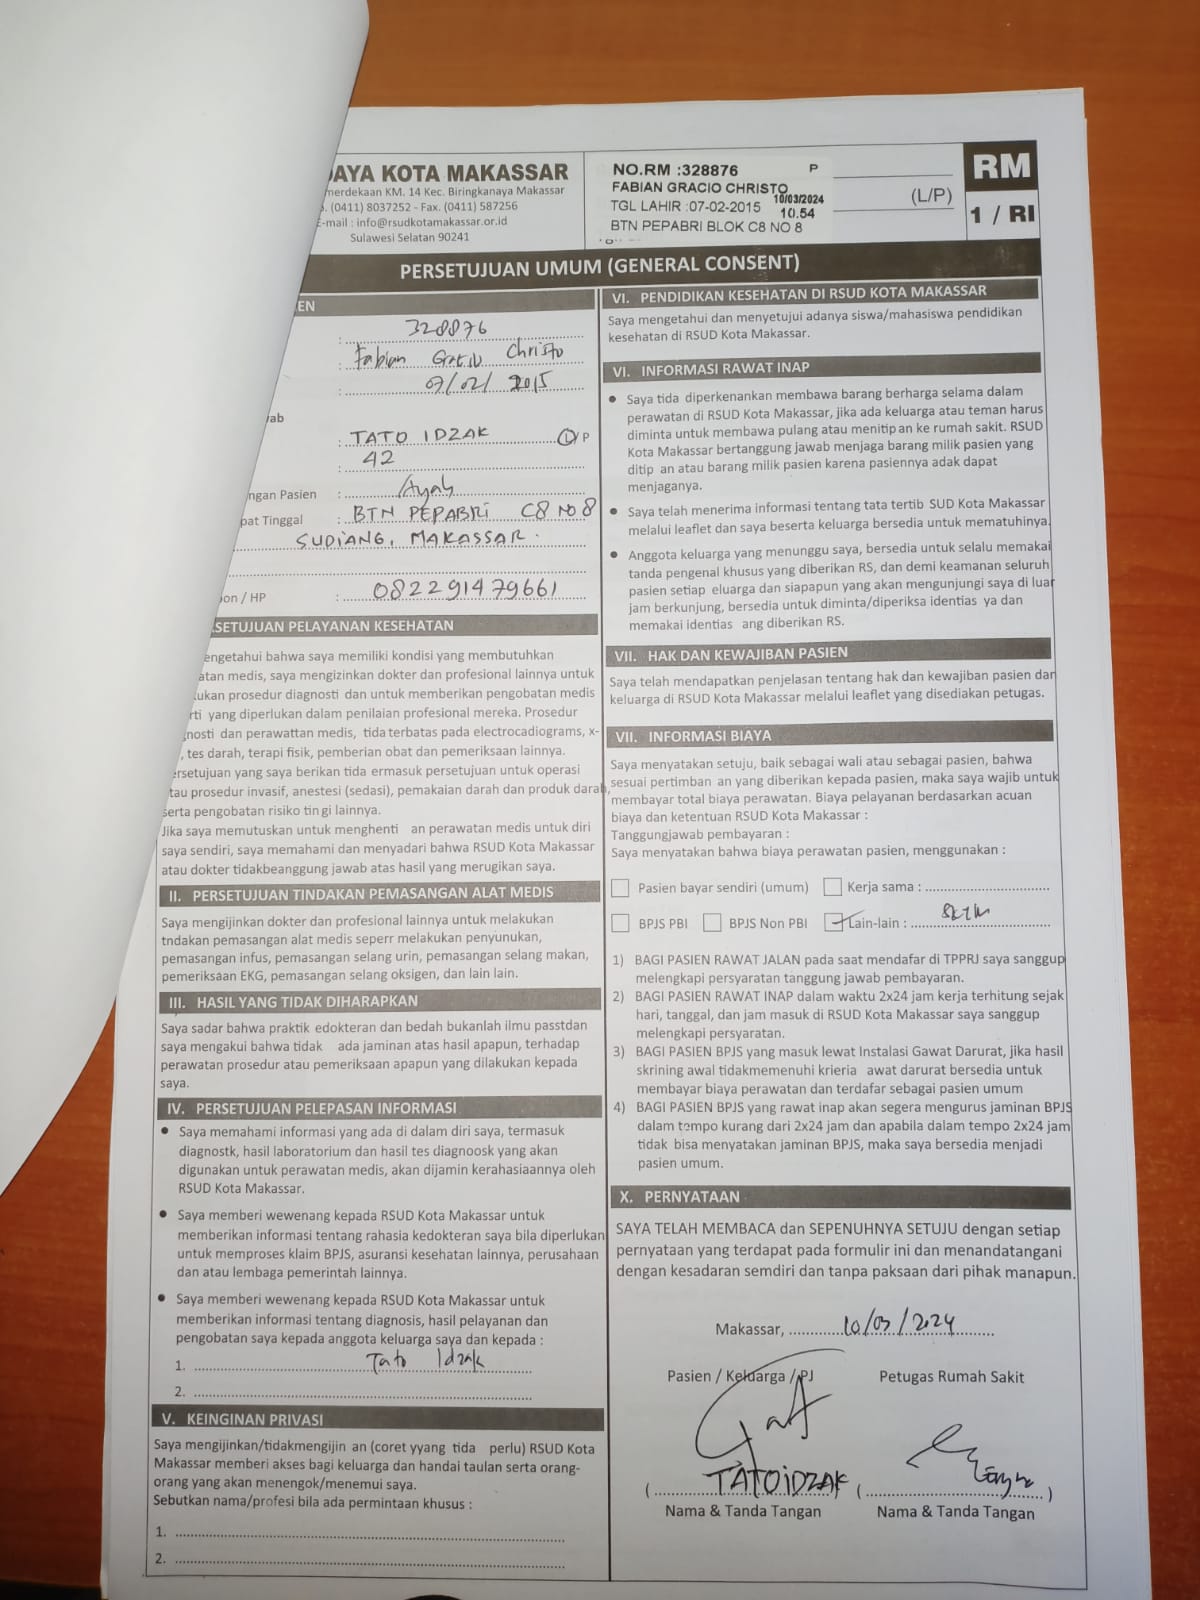 DAYA KOTA MAKASSAR
merdekaan KM. 14 Kec. Biringkanaya Makassar
. (0411) 8037252 - Fax. (0411) 587256
E-mail : info@rsudkotamakassar.or.id
Sulawesi Selatan 90241
NO.RM :328876 P
FABIAN GRACIO CHRISTO
TGL LAHIR :07-02-2015 10/03/2024
10.54
BTN PEPABRI BLOK C8 NO 8
(L/P)
RM
1 / RI
PERSETUJUAN UMUM (GENERAL CONSENT)
EN
: 328876
: Fabian Christo
: 07/02/2015
ab
: TATO IDZAK L/P
: 42
ngan Pasien : Ayah
pat Tinggal : BTN PEPABRI C8 NO 8
SUDIANG, MAKASSAR.
on / HP : 082291479661
SETUJUAN PELAYANAN KESEHATAN
engetahui bahwa saya memiliki kondisi yang membutuhkan
atan medis, saya mengizinkan dokter dan profesional lainnya untuk
ukan prosedur diagnosti dan untuk memberikan pengobatan medis
rti yang diperlukan dalam penilaian profesional mereka. Prosedur
nosti dan perawattan medis, tida terbatas pada electrocadiograms, x-
, tes darah, terapi fisik, pemberian obat dan pemeriksaan lainnya.
ersetujuan yang saya berikan tida ermasuk persetujuan untuk operasi
tau prosedur invasif, anestesi (sedasi), pemakaian darah dan produk darah,
serta pengobatan risiko tin gi lainnya.
Jika saya memutuskan untuk menghenti an perawatan medis untuk diri
saya sendiri, saya memahami dan menyadari bahwa RSUD Kota Makassar
atau dokter tidakbeanggung jawab atas hasil yang merugikan saya.
II. PERSETUJUAN TINDAKAN PEMASANGAN ALAT MEDIS
Saya mengijinkan dokter dan profesional lainnya untuk melakukan
tndakan pemasangan alat medis seperr melakukan penyunukan,
pemasangan infus, pemasangan selang urin, pemasangan selang makan,
pemeriksaan EKG, pemasangan selang oksigen, dan lain lain.
III. HASIL YANG TIDAK DIHARAPKAN
Saya sadar bahwa praktik edokteran dan bedah bukanlah ilmu passtdan
saya mengakui bahwa tidak ada jaminan atas hasil apapun, terhadap
perawatan prosedur atau pemeriksaan apapun yang dilakukan kepada
saya.
IV. PERSETUJUAN PELEPASAN INFORMASI
• Saya memahami informasi yang ada di dalam diri saya, termasuk
diagnostk, hasil laboratorium dan hasil tes diagnoosk yang akan
digunakan untuk perawatan medis, akan dijamin kerahasiaannya oleh
RSUD Kota Makassar.
• Saya memberi wewenang kepada RSUD Kota Makassar untuk
memberikan informasi tentang rahasia kedokteran saya bila diperlukan
untuk memproses klaim BPJS, asuransi kesehatan lainnya, perusahaan
dan atau lembaga pemerintah lainnya.
• Saya memberi wewenang kepada RSUD Kota Makassar untuk
memberikan informasi tentang diagnosis, hasil pelayanan dan
pengobatan saya kepada anggota keluarga saya dan kepada :
1. Tato Idzak
2.
V. KEINGINAN PRIVASI
Saya mengijinkan/tidakmengijin an (coret yyang tida perlu) RSUD Kota
Makassar memberi akses bagi keluarga dan handai taulan serta orang-
orang yang akan menengok/menemui saya.
Sebutkan nama/profesi bila ada permintaan khusus :
1.
2.
VI. PENDIDIKAN KESEHATAN DI RSUD KOTA MAKASSAR
Saya mengetahui dan menyetujui adanya siswa/mahasiswa pendidikan
kesehatan di RSUD Kota Makassar.
VI. INFORMASI RAWAT INAP
• Saya tida diperkenankan membawa barang berharga selama dalam
perawatan di RSUD Kota Makassar, jika ada keluarga atau teman harus
diminta untuk membawa pulang atau menitip an ke rumah sakit. RSUD
Kota Makassar bertanggung jawab menjaga barang milik pasien yang
ditip an atau barang milik pasien karena pasiennya adak dapat
menjaganya.
• Saya telah menerima informasi tentang tata tertib SUD Kota Makassar
melalui leaflet dan saya beserta keluarga bersedia untuk mematuhinya.
• Anggota keluarga yang menunggu saya, bersedia untuk selalu memakai
tanda pengenal khusus yang diberikan RS, dan demi keamanan seluruh
pasien setiap eluarga dan siapapun yang akan mengunjungi saya di luar
jam berkunjung, bersedia untuk diminta/diperiksa identias ya dan
memakai identias ang diberikan RS.
VII. HAK DAN KEWAJIBAN PASIEN
Saya telah mendapatkan penjelasan tentang hak dan kewajiban pasien dan
keluarga di RSUD Kota Makassar melalui leaflet yang disediakan petugas.
VII. INFORMASI BIAYA
Saya menyatakan setuju, baik sebagai wali atau sebagai pasien, bahwa
sesuai pertimban an yang diberikan kepada pasien, maka saya wajib untuk
membayar total biaya perawatan. Biaya pelayanan berdasarkan acuan
biaya dan ketentuan RSUD Kota Makassar :
Tanggungjawab pembayaran :
Saya menyatakan bahwa biaya perawatan pasien, menggunakan :
Pasien bayar sendiri (umum) Kerja sama :
BPJS PBI BPJS Non PBI Lain-lain :
1) BAGI PASIEN RAWAT JALAN pada saat mendafar di TPPRJ saya sanggup
melengkapi persyaratan tanggung jawab pembayaran.
2) BAGI PASIEN RAWAT INAP dalam waktu 2x24 jam kerja terhitung sejak
hari, tanggal, dan jam masuk di RSUD Kota Makassar saya sanggup
melengkapi persyaratan.
3) BAGI PASIEN BPJS yang masuk lewat Instalasi Gawat Darurat, jika hasil
skrining awal tidakmemenuhi krieria awat darurat bersedia untuk
membayar biaya perawatan dan terdafar sebagai pasien umum
4) BAGI PASIEN BPJS yang rawat inap akan segera mengurus jaminan BPJS
dalam tempo kurang dari 2x24 jam dan apabila dalam tempo 2x24 jam
tidak bisa menyatakan jaminan BPJS, maka saya bersedia menjadi
pasien umum.
X. PERNYATAAN
SAYA TELAH MEMBACA dan SEPENUHNYA SETUJU dengan setiap
pernyataan yang terdapat pada formulir ini dan menandatangani
dengan kesadaran semdiri dan tanpa paksaan dari pihak manapun.
Makassar, 10/03/2024
Pasien / Keluarga / PJ Petugas Rumah Sakit
( TATO IDZAK ( )
Nama & Tanda Tangan Nama & Tanda Tangan